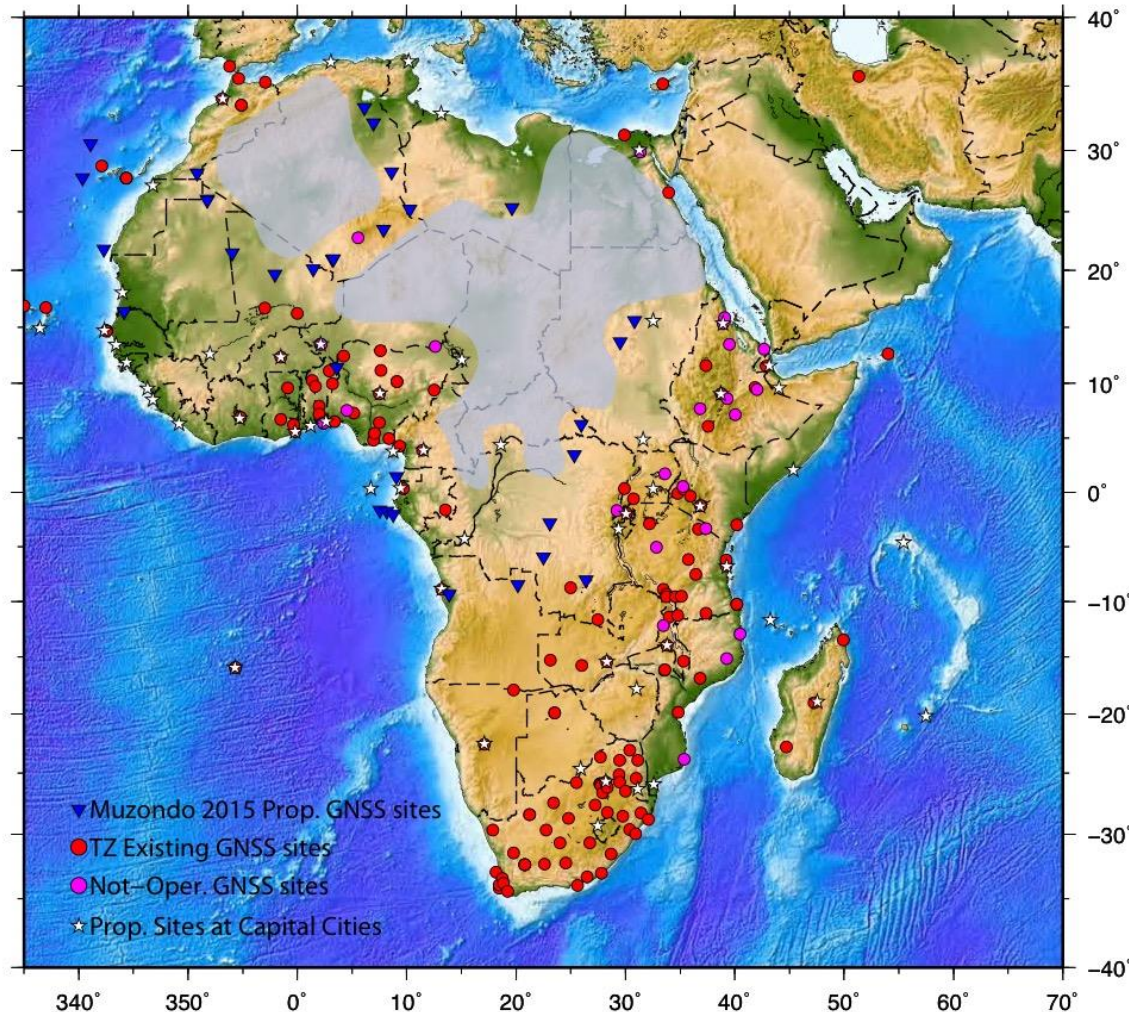 40˚
30˚
20˚
10˚
0˚
−10˚
−20˚
−30˚
−40˚
Muzondo 2015 Prop. GNSS sites
TZ Existing GNSS sites
Not−Oper. GNSS sites
Prop. Sites at Capital Cities
340˚ 350˚ 0˚ 10˚ 20˚ 30˚ 40˚ 50˚ 60˚ 70˚